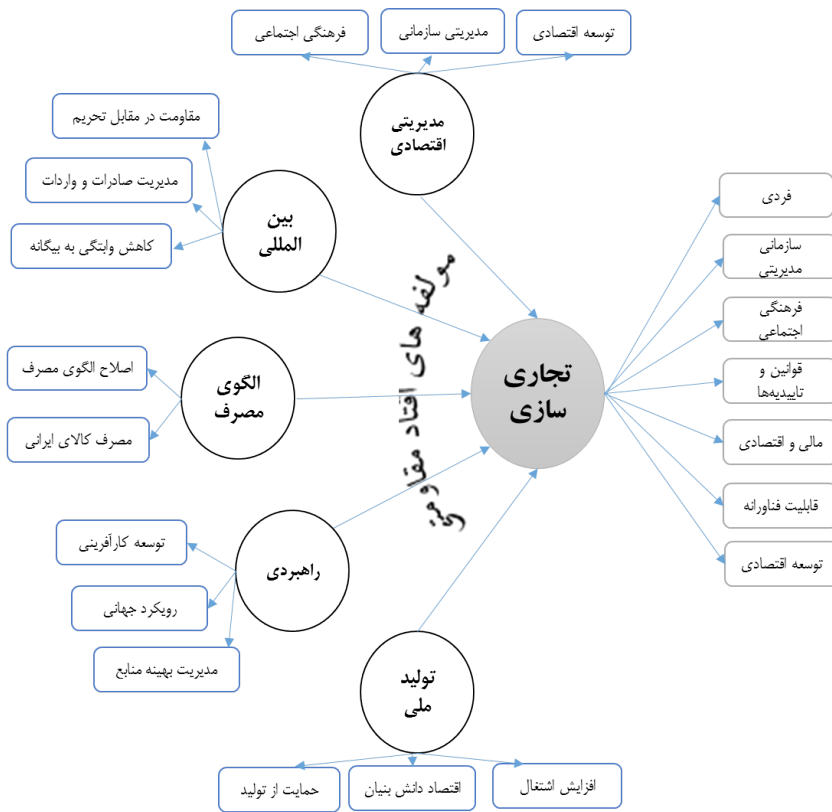 توسعه اقتصادی
مدیریتی سازمانی
فرهنگی اجتماعی
مدیریتی
اقتصادی
مقاومت در مقابل تحریم
مدیریت صادرات و واردات
کاهش وابتگی به بیگانه
بین
المللی
اصلاح الگوی مصرف
مصرف کالای ایرانی
الگوی
مصرف
توسعه کارآفرینی
رویکرد جهانی
مدیریت بهینه منابع
راهبردی
تولید
ملی
افزایش اشتغال
اقتصاد دانش بنیان
حمایت از تولید
مولفه های اقتاد مقاومتی
تجاری
سازی
فردی
سازمانی
مدیریتی
فرهنگی
اجتماعی
قوانین و
تاییدیه‌ها
مالی و اقتصادی
قابلیت فناورانه
توسعه اقتصادی